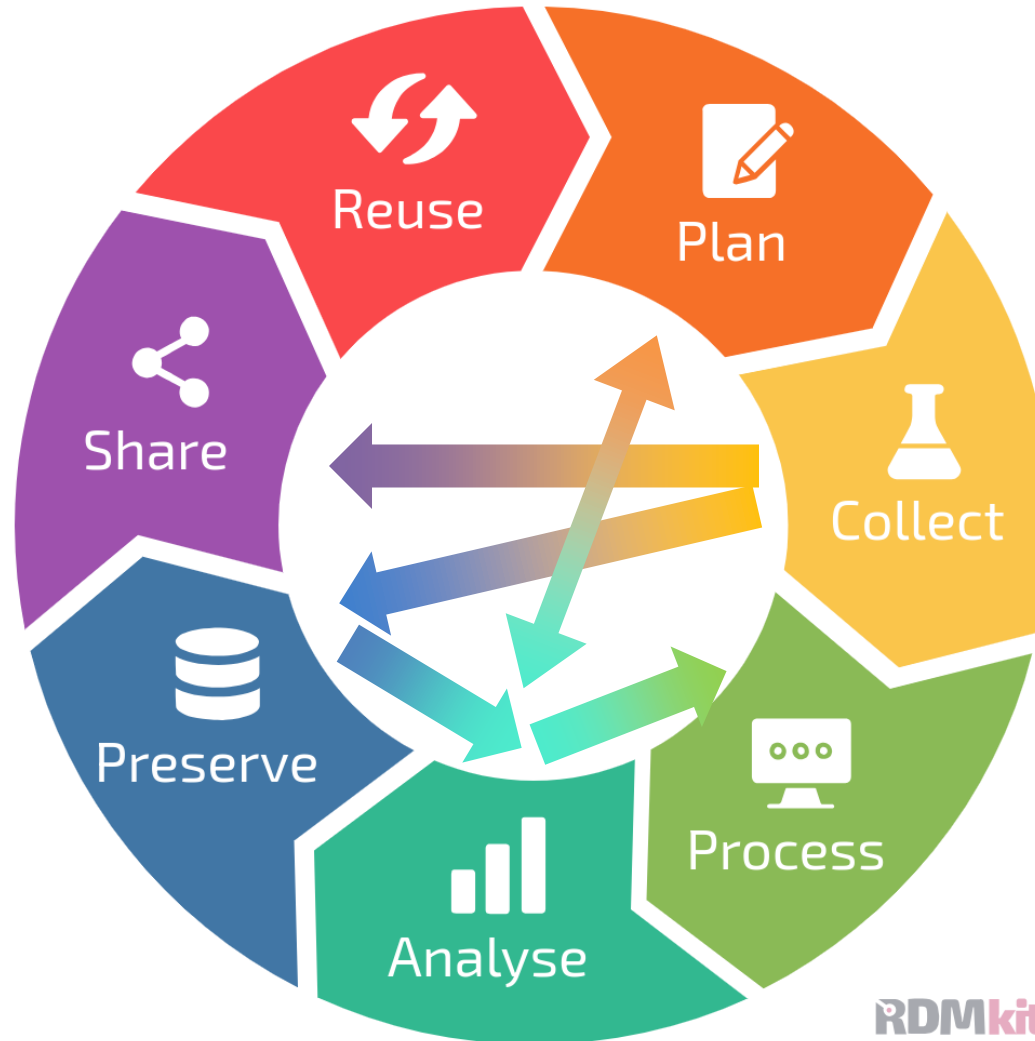 Reuse
Plan
Share
Collect
Preserve
Process
Analyse
RDMkit